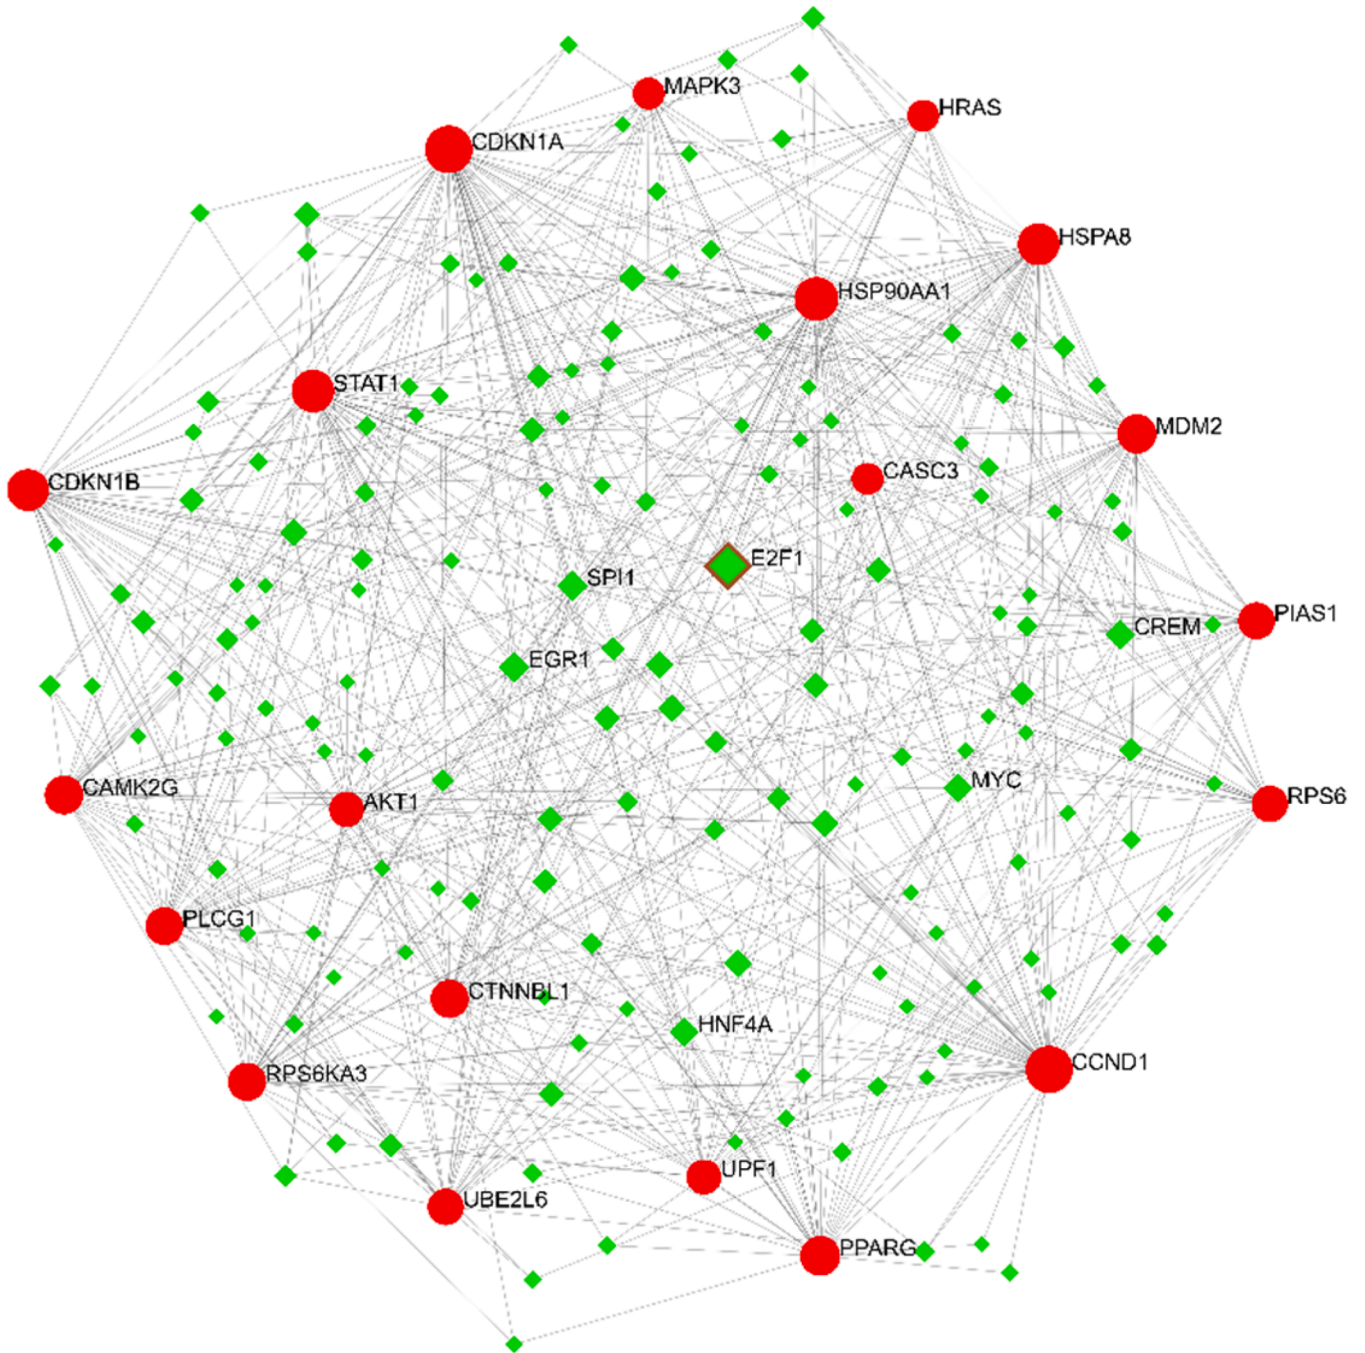 MAPK3
HRAS
CDKN1A
HSPA8
HSP90AA1
STAT1
MDM2
CASC3
CDKN1B
E2F1
SPI1
PIAS1
CREM
EGR1
MYC
CAMK2G
AKT1
RPS6
PLCG1
CTNNBL1
HNF4A
CCND1
RPS6KA3
UPF1
UBE2L6
PPARG